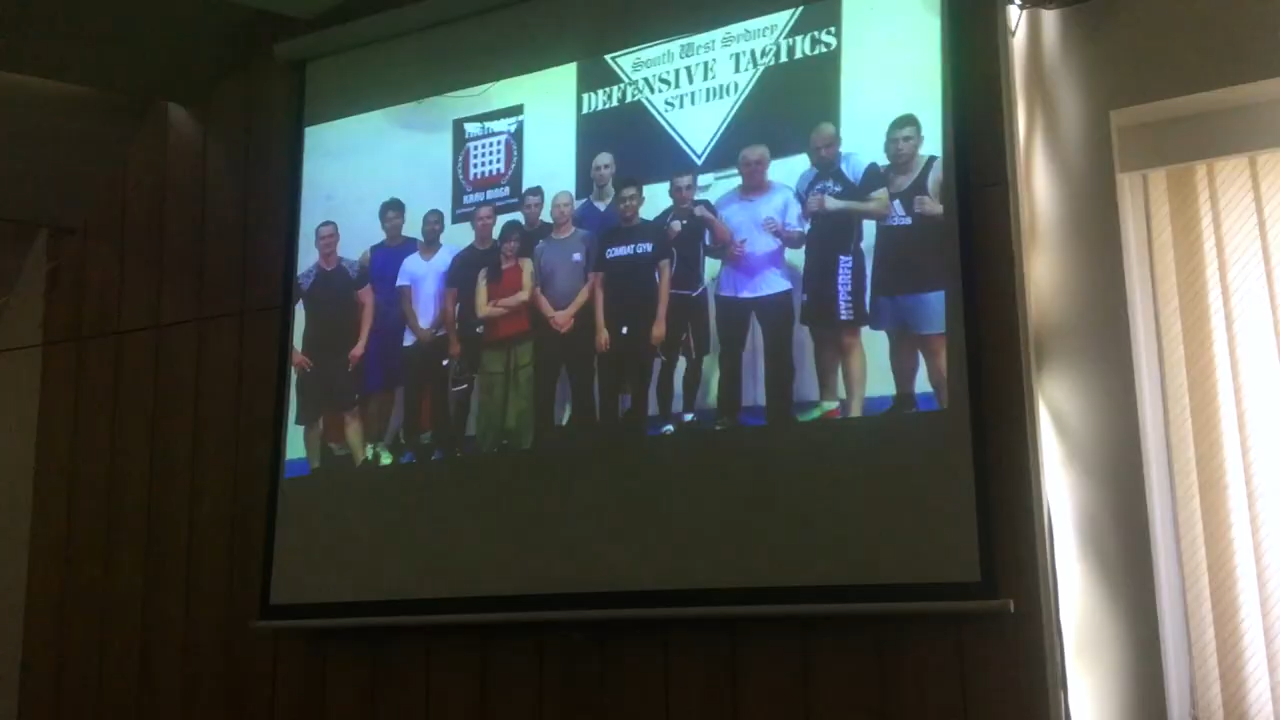 South West Sydney
DEFENSIVE TACTICS
STUDIO
KRAV MAGA
COMBAT GYM
adidas
HYPERFLY